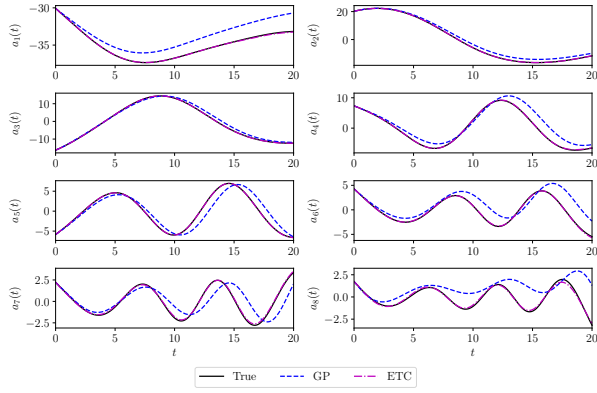 a1(t) −30 −35 0 5 10 15 20
a2(t) 20 0 0 5 10 15 20
a3(t) 10 0 −10 0 5 10 15 20
a4(t) 10 0 0 5 10 15 20
a5(t) 5 0 −5 0 5 10 15 20
a6(t) 5 0 −5 0 5 10 15 20
a7(t) 2.5 0.0 −2.5 0 5 10 15 20
a8(t) 2.5 0.0 −2.5 0 5 10 15 20
t t
True GP ETC